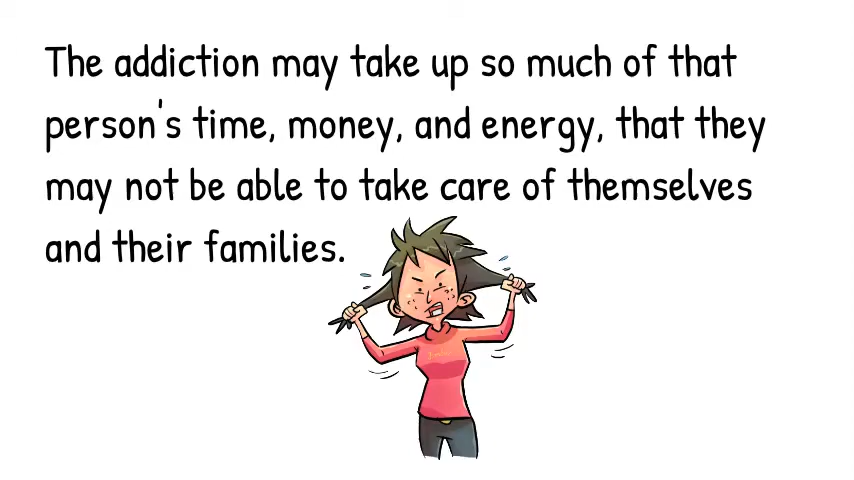 The addiction may take up so much of that
person's time, money, and energy, that they
may not be able to take care of themselves
and their families.